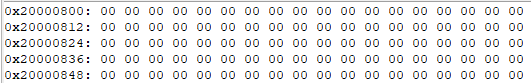 0x20000800: 00 00 00 00 00 00 00 00 00 00 00 00 00 00 00 00 00 00
0x20000812: 00 00 00 00 00 00 00 00 00 00 00 00 00 00 00 00 00 00
0x20000824: 00 00 00 00 00 00 00 00 00 00 00 00 00 00 00 00 00 00
0x20000836: 00 00 00 00 00 00 00 00 00 00 00 00 00 00 00 00 00 00
0x20000848: 00 00 00 00 00 00 00 00 00 00 00 00 00 00 00 00 00 00